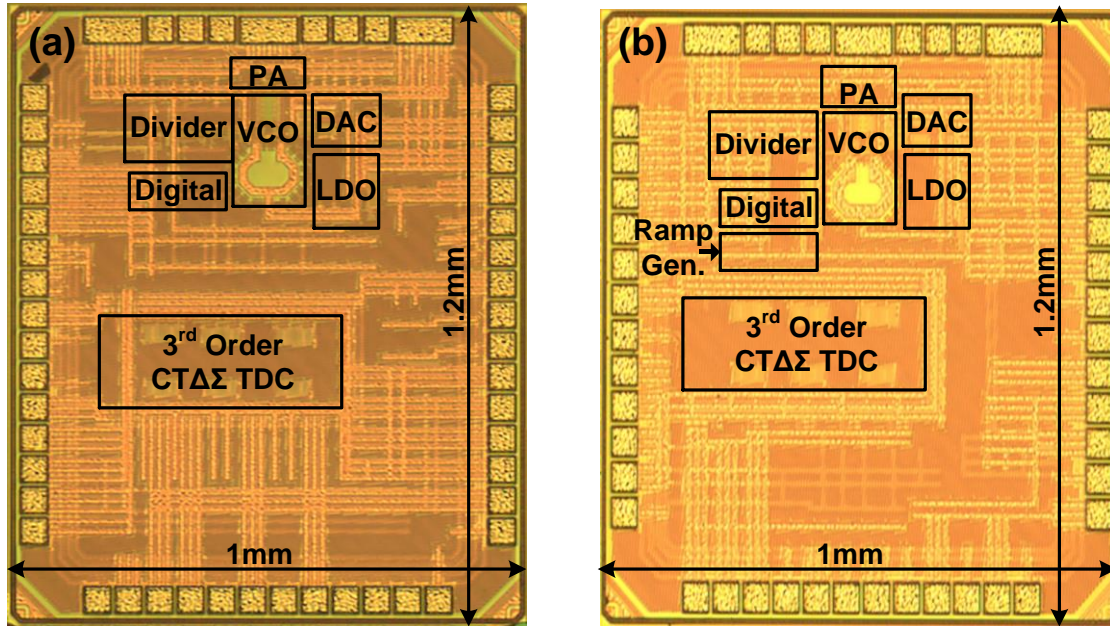 (a)
PA
Divider
VCO
DAC
Digital
LDO
1.2mm
3rd Order
CTΔΣ TDC
1mm
(b)
PA
Divider
VCO
DAC
Digital
LDO
Ramp
Gen.
1.2mm
3rd Order
CTΔΣ TDC
1mm